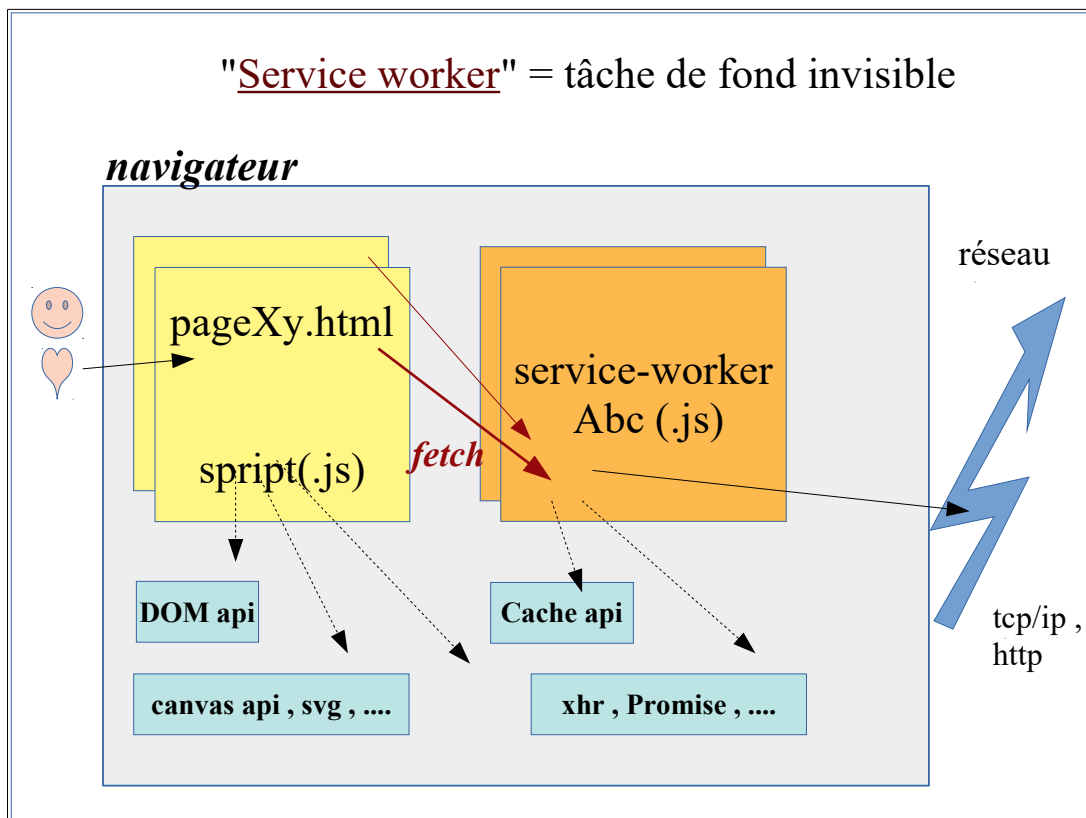 "Service worker" = tâche de fond invisible
navigateur
réseau
pageXy.html
service-worker
Abc (.js)
fetch
spript(.js)
DOM api
Cache api
tcp/ip ,
http
canvas api , svg , ....
xhr , Promise , ....